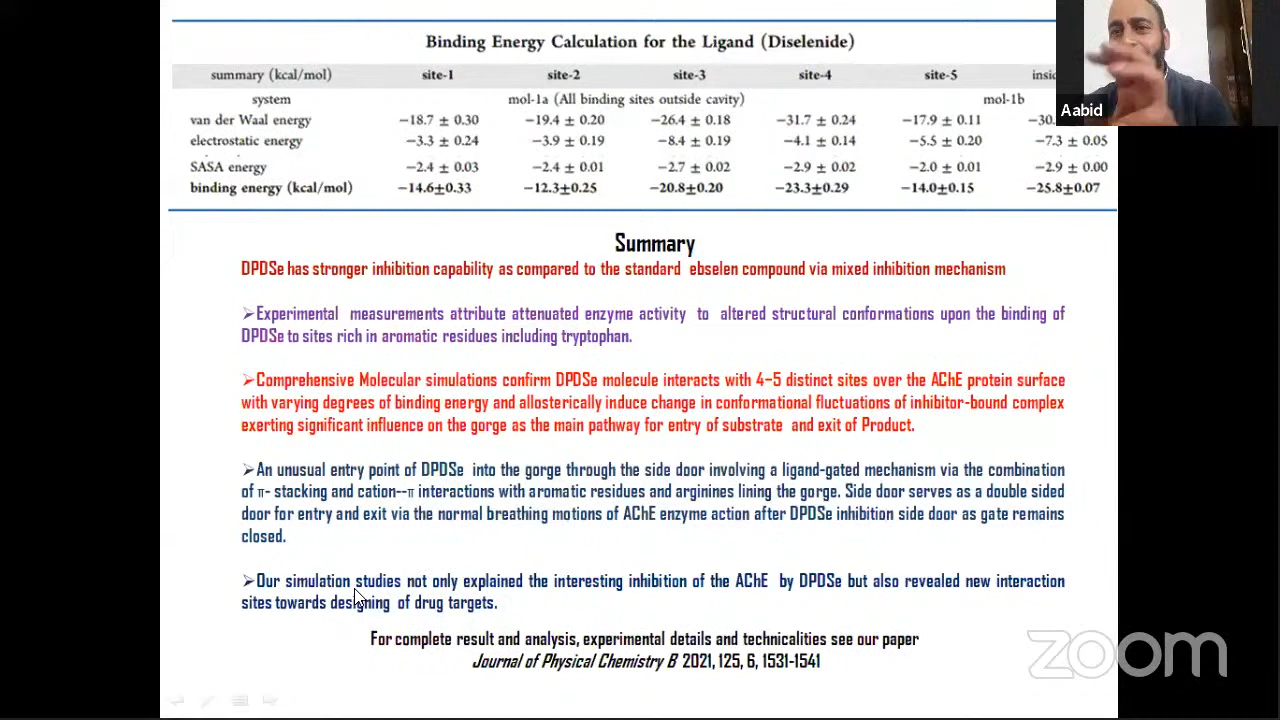 Binding Energy Calculation for the Ligand (Diselenide)
summary (kcal/mol) site-1 site-2 site-3 site-4 site-5
system mol-1a (All binding sites outside cavity) mol-1b
van der Waal energy −18.7 ± 0.30 −19.4 ± 0.20 −26.4 ± 0.18 −31.7 ± 0.24 −17.9 ± 0.11 −30.
electrostatic energy −3.3 ± 0.24 −3.9 ± 0.19 −8.4 ± 0.19 −4.1 ± 0.14 −5.5 ± 0.20 −7.3 ± 0.05
SASA energy −2.4 ± 0.03 −2.4 ± 0.01 −2.7 ± 0.02 −2.9 ± 0.02 −2.0 ± 0.01 −2.9 ± 0.00
binding energy (kcal/mol) −14.6±0.33 −12.3±0.25 −20.8±0.20 −23.3±0.29 −14.0±0.15 −25.8±0.07
Aabid
Summary
DPDSe has stronger inhibition capability as compared to the standard ebselen compound via mixed inhibition mechanism
➢Experimental measurements attribute attenuated enzyme activity to altered structural conformations upon the binding of
DPDSe to sites rich in aromatic residues including tryptophan.
➢Comprehensive Molecular simulations confirm DPDSe molecule interacts with 4–5 distinct sites over the AChE protein surface
with varying degrees of binding energy and allosterically induce change in conformational fluctuations of inhibitor-bound complex
exerting significant influence on the gorge as the main pathway for entry of substrate and exit of Product.
➢An unusual entry point of DPDSe into the gorge through the side door involving a ligand-gated mechanism via the combination
of π- stacking and cation--π interactions with aromatic residues and arginines lining the gorge. Side door serves as a double sided
door for entry and exit via the normal breathing motions of AChE enzyme action after DPDSe inhibition side door as gate remains
closed.
➢Our simulation studies not only explained the interesting inhibition of the AChE by DPDSe but also revealed new interaction
sites towards designing of drug targets.
For complete result and analysis, experimental details and technicalities see our paper
Journal of Physical Chemistry B 2021, 125, 6, 1531-1541
zoom